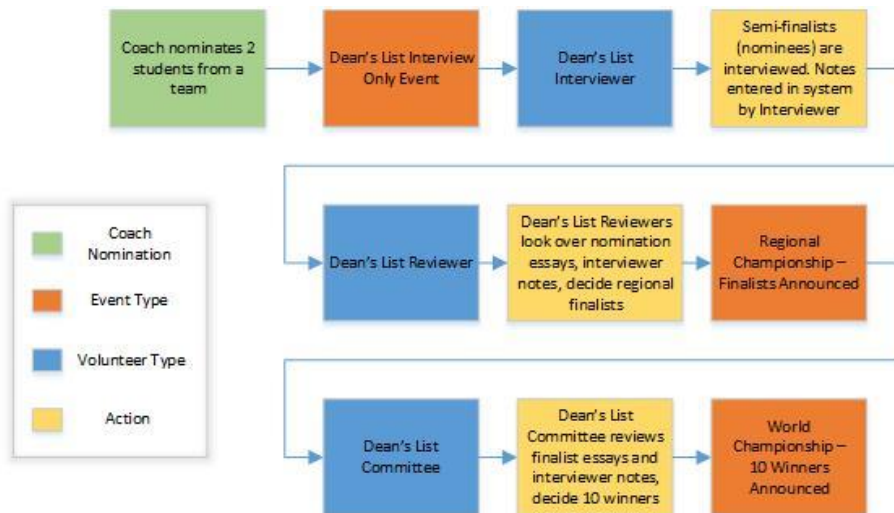 Coach nominates 2
students from a
team
Dean's List Interview
Only Event
Dean's List
Interviewer
Semi-finalists
(nominees) are
interviewed. Notes
entered in system
by Interviewer
Dean's List Reviewer
Dean's List Reviewers
look over nomination
essays, interviewer
notes, decide regional
finalists
Regional
Championship –
Finalists Announced
Coach
Nomination
Event Type
Volunteer Type
Action
Dean's List
Committee
Dean's List
Committee reviews
finalist essays and
interviewer notes,
decide 10 winners
World
Championship –
10 Winners
Announced